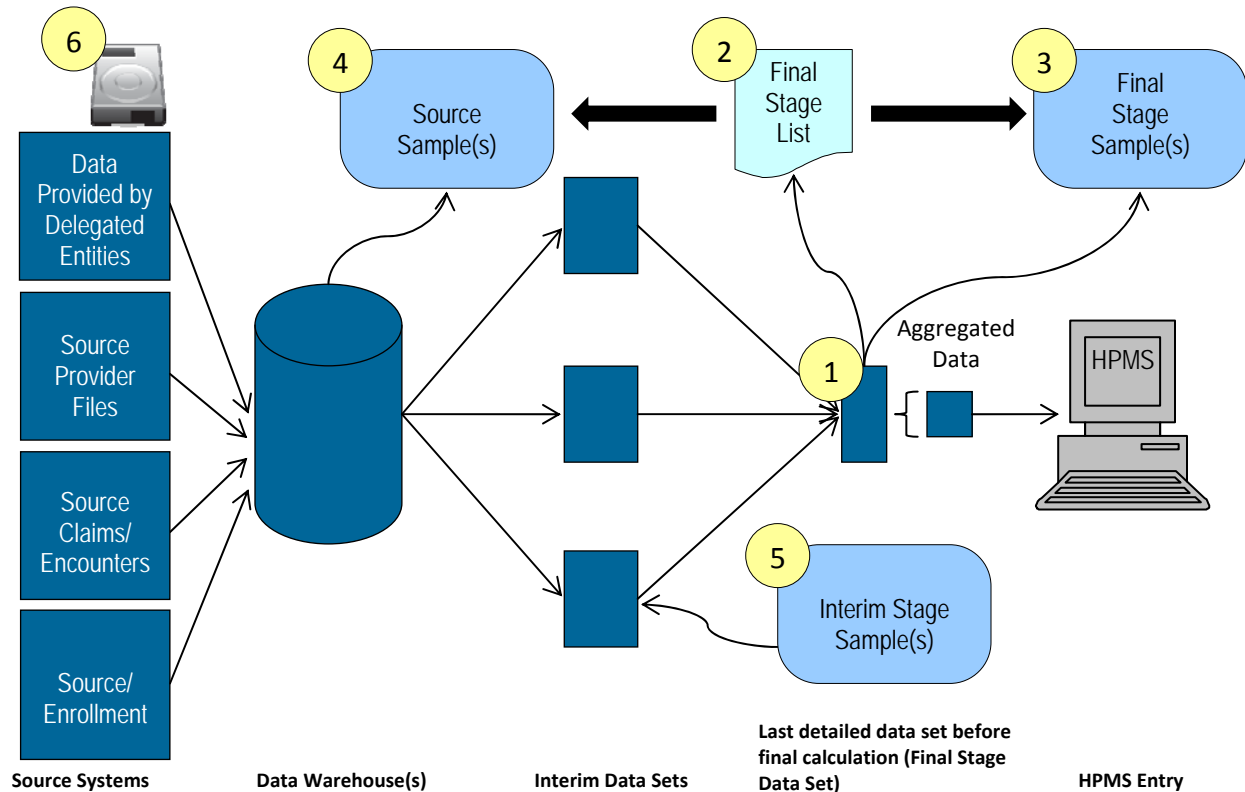 6
4
Source
Sample(s)
2
Final
Stage
List
3
Final
Stage
Sample(s)
Data
Provided by
Delegated
Entities
Source
Provider
Files
Source
Claims/
Encounters
Source/
Enrollment
1
Aggregated
Data
HPMS
5
Interim Stage
Sample(s)
Source Systems
Data Warehouse(s)
Interim Data Sets
Last detailed data set before
final calculation (Final Stage
Data Set)
HPMS Entry